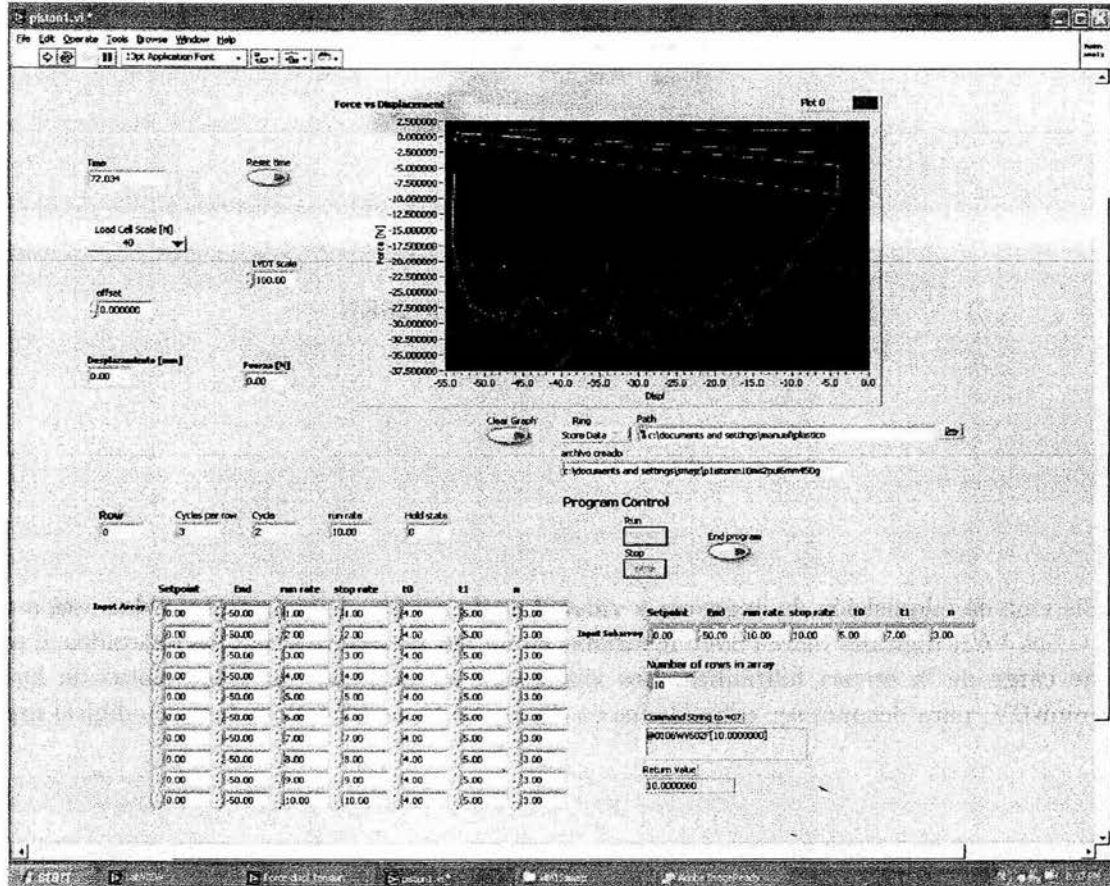 piston1.vi *
File Edit Operate Tools Browse Window Help
13pt Application Font
Force vs Displacement
Plot 0
2.500000
0.000000
-2.500000
-5.000000
-7.500000
-10.000000
-12.500000
-15.000000
-17.500000
-20.000000
-22.500000
-25.000000
-27.500000
-30.000000
-32.500000
-35.000000
-37.500000
Force [N]
-55.0 -50.0 -45.0 -40.0 -35.0 -30.0 -25.0 -20.0 -15.0 -10.0 -5.0 0.0
Displ
Time
72.034
Reset time
Load Cell Scale [N]
40
LVDT scale
100.00
offset
0.000000
Desplazamiento [mm]
0.00
Fuerza [N]
0.00
Clear Graph
Ring
Store Data
Path
c:\documents and settings\manuel\plastico
archivo creado
Program Control
Run
Stop
End program
Row
0
Cycles per row
3
Cycle
2
run rate
10.00
Hold state
0
Setpoint End run rate stop rate t0 t1 n
Input Array
0.00 -50.00 1.00 1.00 4.00 5.00 3.00
0.00 -50.00 2.00 2.00 4.00 5.00 3.00
0.00 -50.00 3.00 3.00 4.00 5.00 3.00
0.00 -50.00 4.00 4.00 4.00 5.00 3.00
0.00 -50.00 5.00 5.00 4.00 5.00 3.00
0.00 -50.00 6.00 6.00 4.00 5.00 3.00
0.00 -50.00 7.00 7.00 4.00 5.00 3.00
0.00 -50.00 8.00 8.00 4.00 5.00 3.00
0.00 -50.00 9.00 9.00 4.00 5.00 3.00
0.00 -50.00 10.00 10.00 4.00 5.00 3.00
Setpoint End run rate stop rate t0 t1 n
Input Subarray 0.00 -50.00 10.00 10.00 5.00 7.00 3.00
Number of rows in array
10
Command String to 407
Return Value
10.0000000
START
LabVIEW
Force displ tension
piston1.vi *
Adobe ImageReady